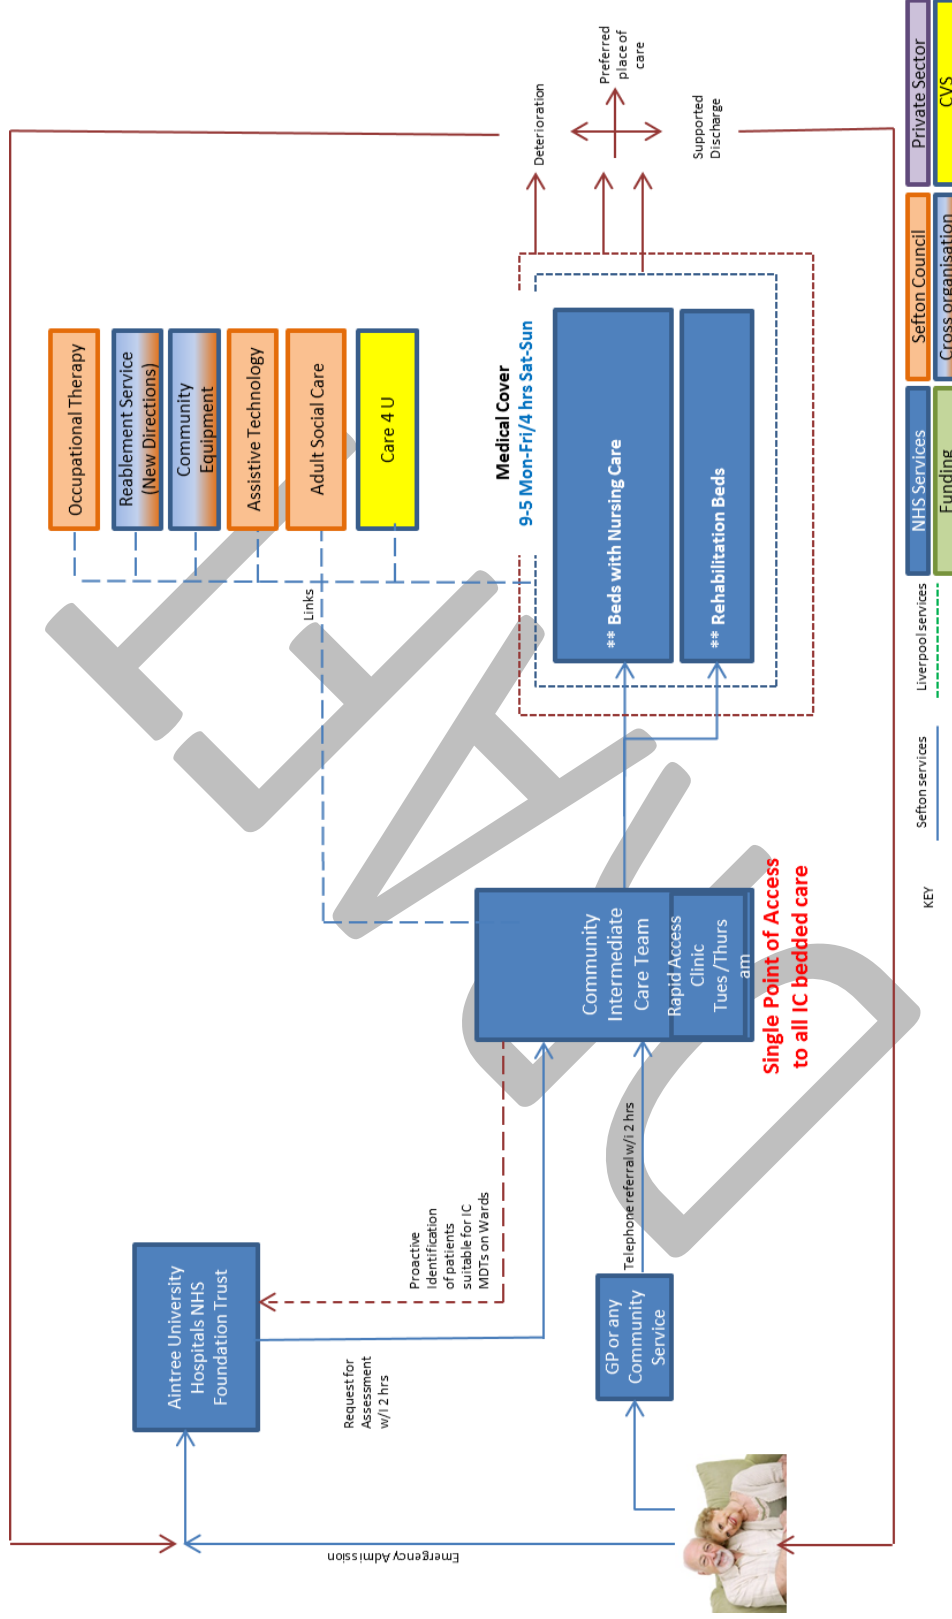 Emergency Admission
Aintree University
Hospitals NHS
Foundation Trust
Request for
Assessment
w/I 2 hrs
Proactive
Identification
of patients
suitable for IC
MDTs on Wards
GP or any
Community
Service
Telephone referral w/i 2 hrs
Community
Intermediate
Care Team
Rapid Access
Clinic
Tues /Thurs
am
Single Point of Access
to all IC bedded care
Links
Occupational Therapy
Reablement Service
(New Directions)
Community
Equipment
Assistive Technology
Adult Social Care
Care 4 U
Medical Cover
9-5 Mon-Fri/4 hrs Sat-Sun
** Beds with Nursing Care
** Rehabilitation Beds
Deterioration
Preferred
place of
care
Supported
Discharge
DRAFT
KEY
Sefton services
Liverpool services
NHS Services
Sefton Council
Private Sector
Funding
Cross organisation
CVS